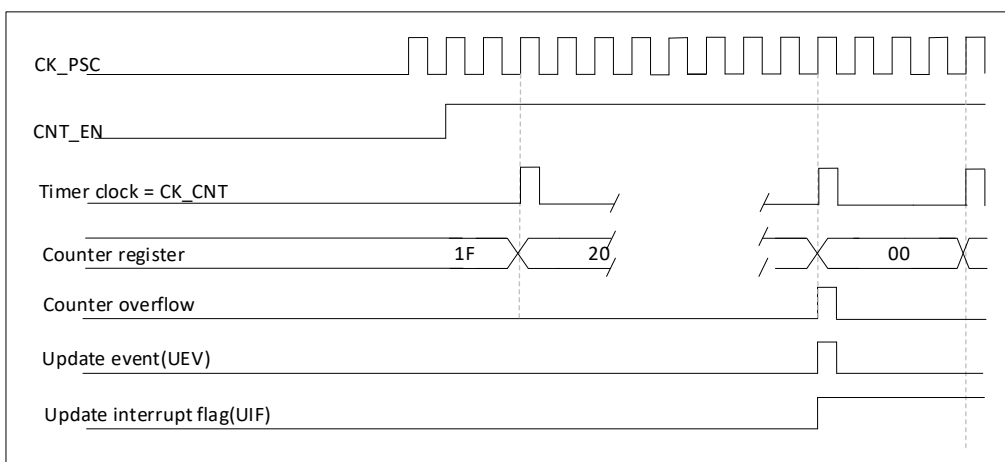 CK_PSC
CNT_EN
Timer clock = CK_CNT
Counter register 1F 20 00
Counter overflow
Update event(UEV)
Update interrupt flag(UIF)